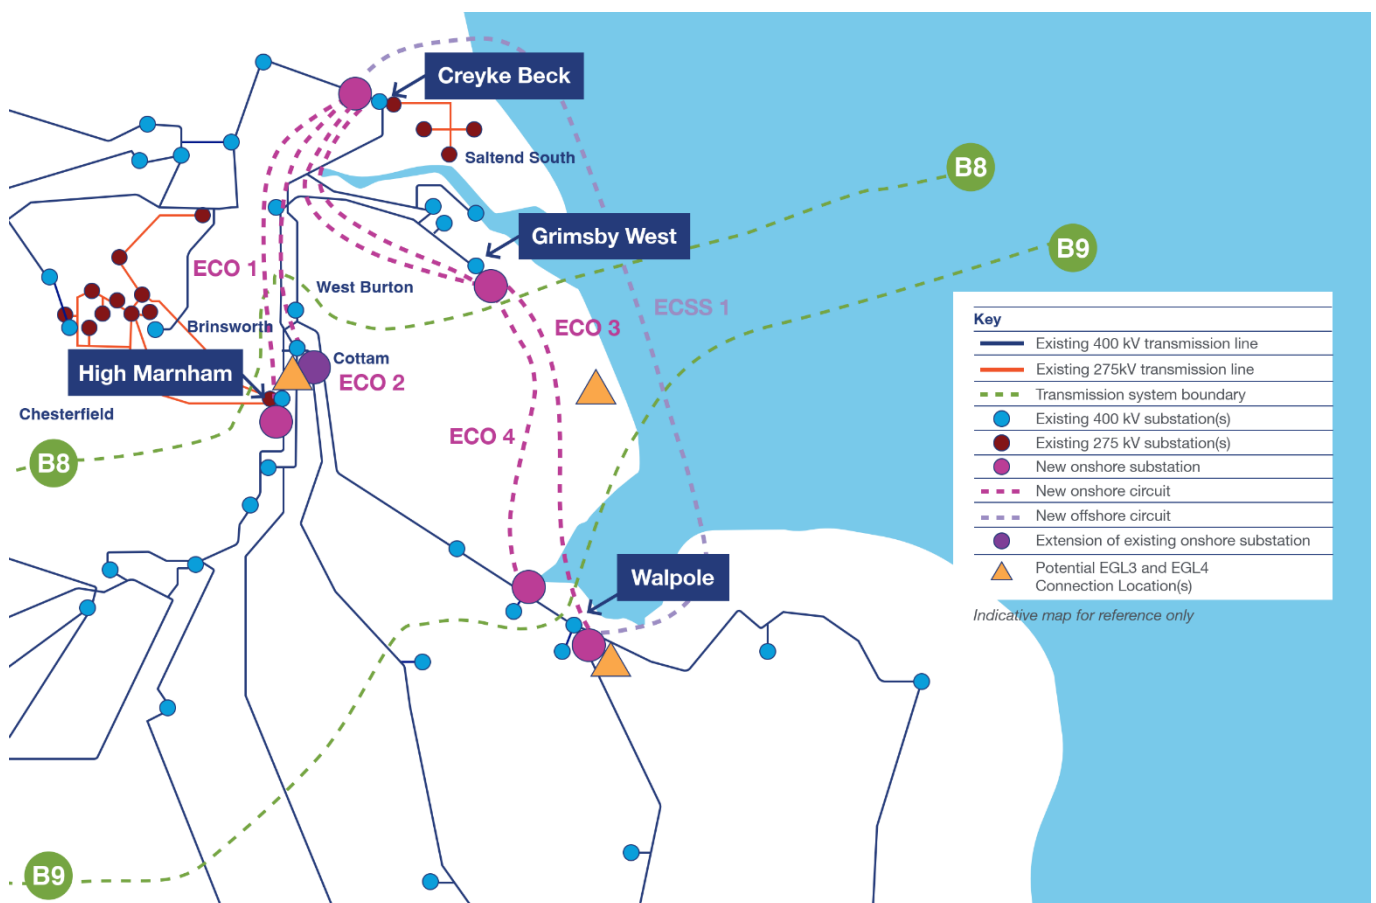 Creyke Beck
Saltend South
B8
Grimsby West
B9
ECO 1
West Burton
ECSS 1
ECO 3
Brinsworth
Cottam
High Marnham
ECO 2
Chesterfield
ECO 4
B8
Walpole
B9
Key
Existing 400 kV transmission line
Existing 275kV transmission line
Transmission system boundary
Existing 400 kV substation(s)
Existing 275 kV substation(s)
New onshore substation
New onshore circuit
New offshore circuit
Extension of existing onshore substation
Potential EGL3 and EGL4
Connection Location(s)
Indicative map for reference only